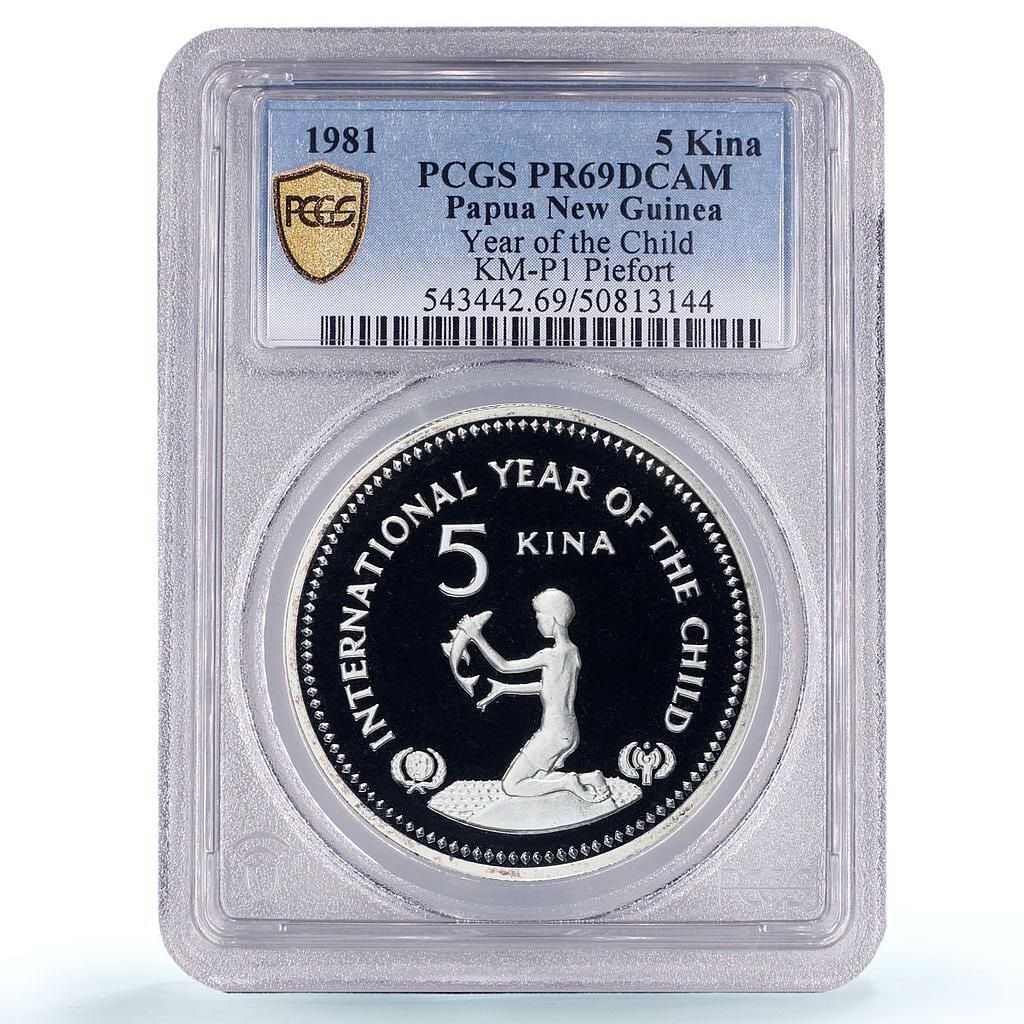 1981 5 Kina
PCGS PCGS PR69DCAM
Papua New Guinea
Year of the Child
KM-P1 Piefort
543442.69/50813144
INTERNATIONAL YEAR OF THE CHILD
5 KINA